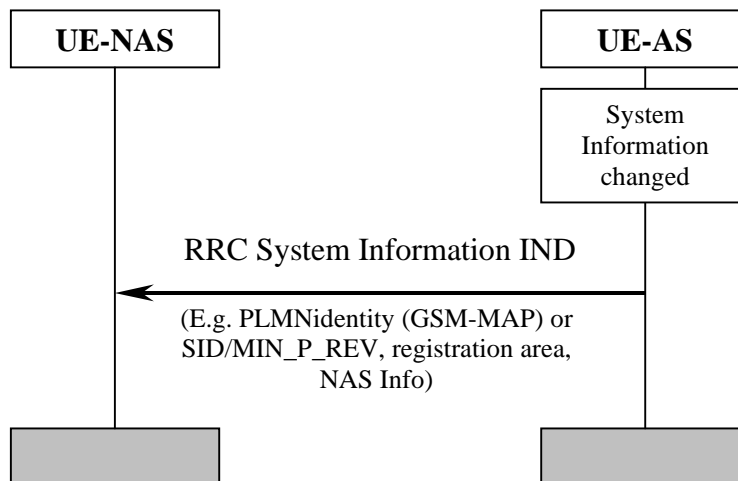 UE-NAS
UE-AS
System
Information
changed
RRC System Information IND
(E.g. PLMNidentity (GSM-MAP) or
SID/MIN_P_REV, registration area,
NAS Info)